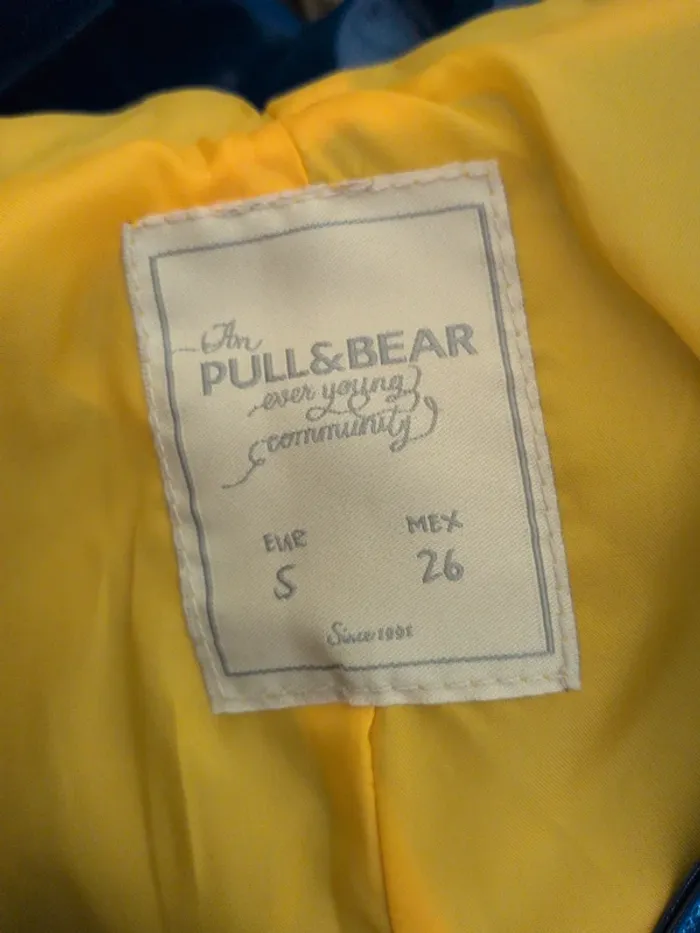 An
PULL&BEAR
ever young
community
EUR MEX
S 26
Since 1991